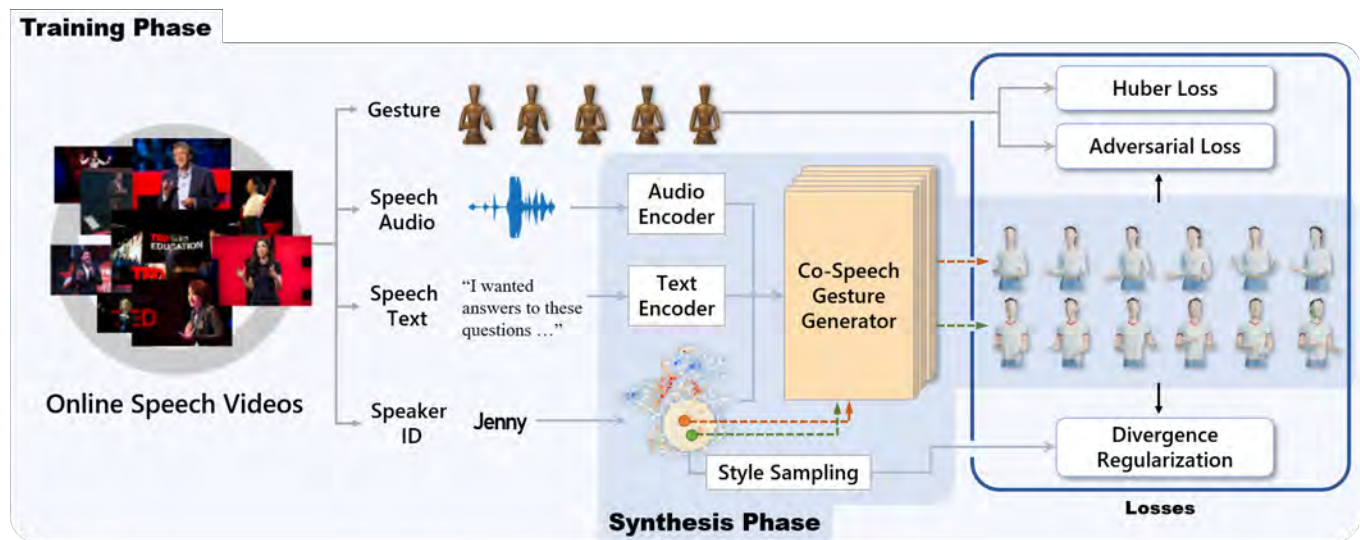 Training Phase
Gesture
Speech
Audio
Speech
Text
Speaker
ID
Online Speech Videos
“I wanted
answers to these
questions ...”
Jenny
Audio
Encoder
Text
Encoder
Style Sampling
Synthesis Phase
Co-Speech
Gesture
Generator
Huber Loss
Adversarial Loss
Divergence
Regularization
Losses
EDUCATION